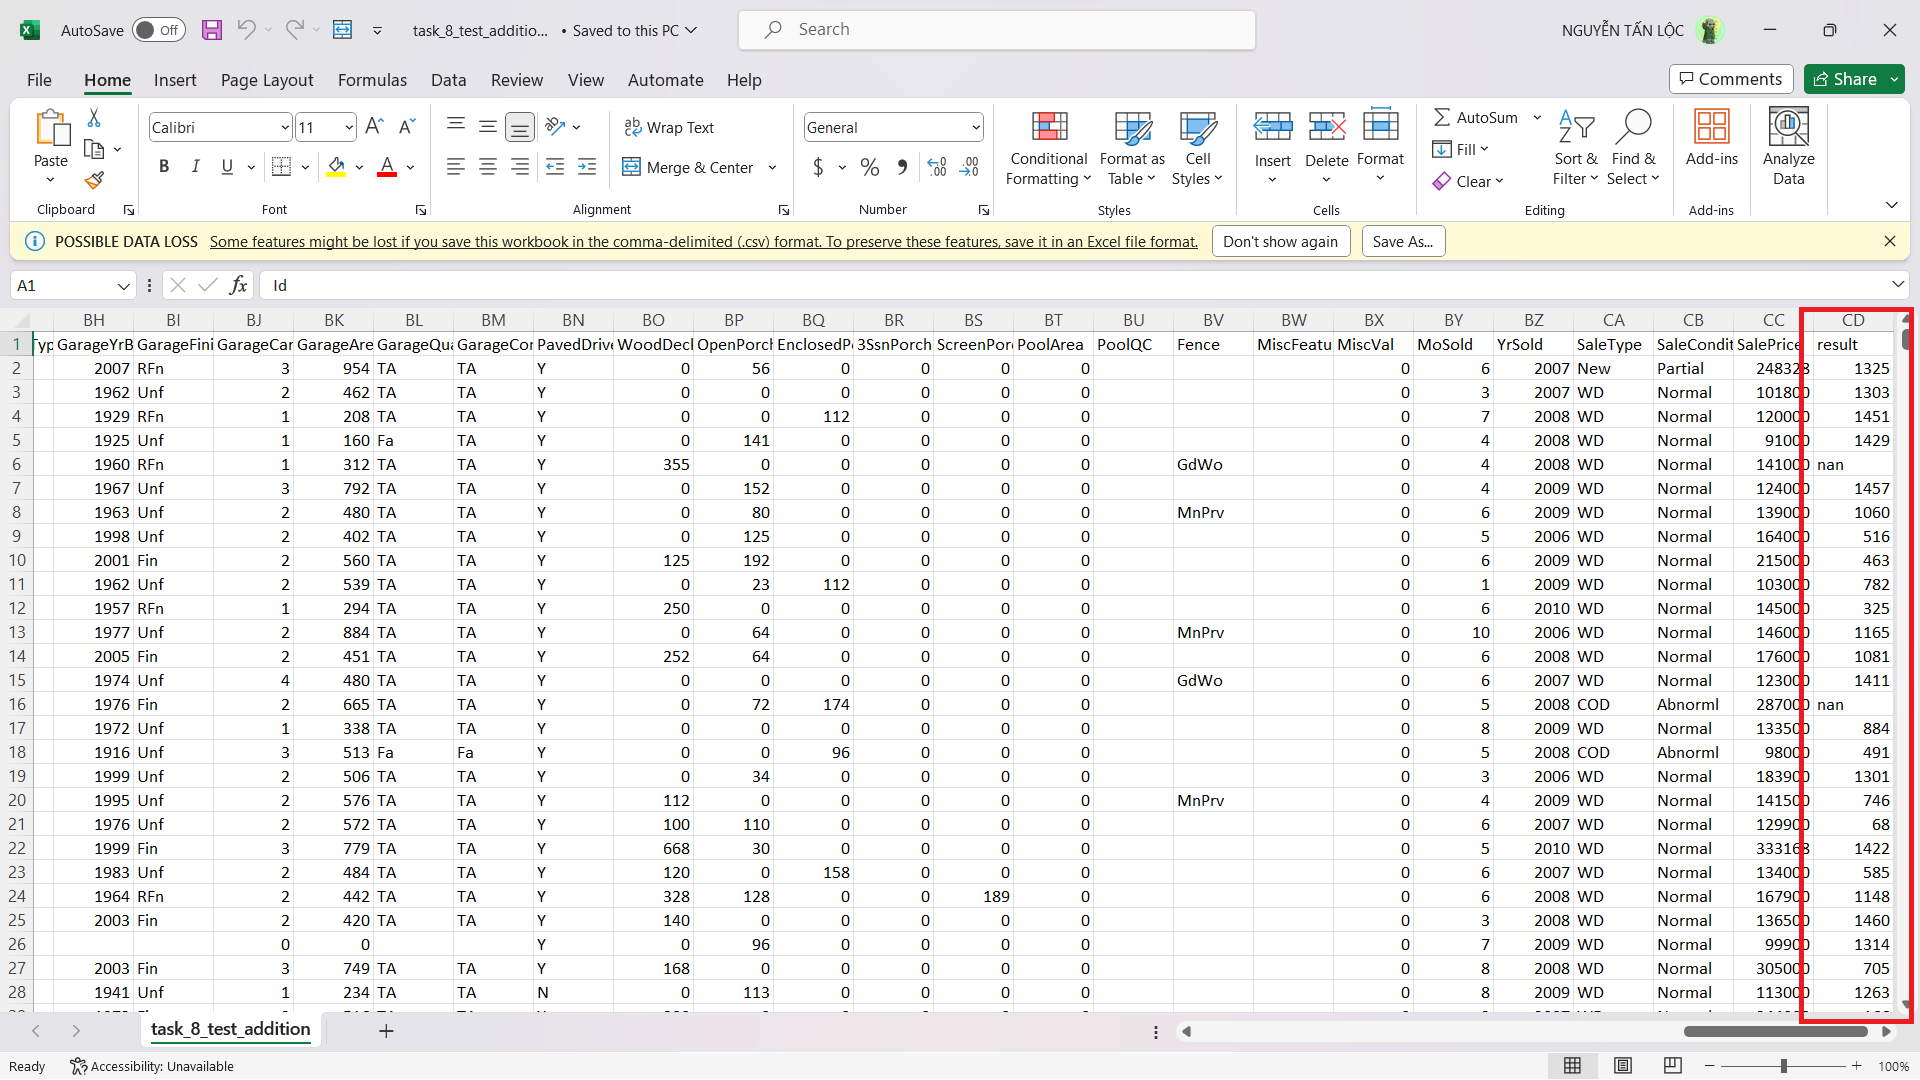 AutoSave Off task_8_test_additio... • Saved to this PC Search NGUYỄN TẤN LỘC
File Home Insert Page Layout Formulas Data Review View Automate Help Comments Share
Paste Calibri 11 Wrap Text General Conditional Formatting Format as Table Cell Styles Insert Delete Format AutoSum Fill Clear Sort & Filter Find & Select Add-ins Analyze Data
B I U A Merge & Center $ %
Clipboard Font Alignment Number Styles Cells Editing Add-ins
POSSIBLE DATA LOSS Some features might be lost if you save this workbook in the comma-delimited (.csv) format. To preserve these features, save it in an Excel file format. Don't show again Save As...
A1 fx Id
BH BI BJ BK BL BM BN BO BP BQ BR BS BT BU BV BW BX BY BZ CA CB CC CD
1 Typ GarageYrB GarageFini GarageCar GarageAre GarageQua GarageCor PavedDrive WoodDecl OpenPorch EnclosedPo 3SsnPorch ScreenPorc PoolArea PoolQC Fence MiscFeatu MiscVal MoSold YrSold SaleType SaleCondit SalePrice result
2 2007 RFn 3 954 TA TA Y 0 56 0 0 0 0 0 6 2007 New Partial 248328 1325
3 1962 Unf 2 462 TA TA Y 0 0 0 0 0 0 0 3 2007 WD Normal 101800 1303
4 1929 RFn 1 208 TA TA Y 0 0 112 0 0 0 0 7 2008 WD Normal 120000 1451
5 1925 Unf 1 160 Fa TA Y 0 141 0 0 0 0 0 4 2008 WD Normal 91000 1429
6 1960 RFn 1 312 TA TA Y 355 0 0 0 0 0 GdWo 0 4 2008 WD Normal 141000 nan
7 1967 Unf 3 792 TA TA Y 0 152 0 0 0 0 0 4 2009 WD Normal 124000 1457
8 1963 Unf 2 480 TA TA Y 0 80 0 0 0 0 MnPrv 0 6 2009 WD Normal 139000 1060
9 1998 Unf 2 402 TA TA Y 0 125 0 0 0 0 0 5 2006 WD Normal 164000 516
10 2001 Fin 2 560 TA TA Y 125 192 0 0 0 0 0 6 2009 WD Normal 215000 463
11 1962 Unf 2 539 TA TA Y 0 23 112 0 0 0 0 1 2009 WD Normal 103000 782
12 1957 RFn 1 294 TA TA Y 250 0 0 0 0 0 0 6 2010 WD Normal 145000 325
13 1977 Unf 2 884 TA TA Y 0 64 0 0 0 0 MnPrv 0 10 2006 WD Normal 146000 1165
14 2005 Fin 2 451 TA TA Y 252 64 0 0 0 0 0 6 2008 WD Normal 176000 1081
15 1974 Unf 4 480 TA TA Y 0 0 0 0 0 0 GdWo 0 6 2007 WD Normal 123000 1411
16 1976 Fin 2 665 TA TA Y 0 72 174 0 0 0 0 5 2008 COD Abnorml 287000 nan
17 1972 Unf 1 338 TA TA Y 0 0 0 0 0 0 0 8 2009 WD Normal 133500 884
18 1916 Unf 3 513 Fa Fa Y 0 0 96 0 0 0 0 5 2008 COD Abnorml 98000 491
19 1999 Unf 2 506 TA TA Y 0 34 0 0 0 0 0 3 2006 WD Normal 183900 1301
20 1995 Unf 2 576 TA TA Y 112 0 0 0 0 0 MnPrv 0 4 2009 WD Normal 141500 746
21 1976 Unf 2 572 TA TA Y 100 110 0 0 0 0 0 6 2007 WD Normal 129900 68
22 1999 Fin 3 779 TA TA Y 668 30 0 0 0 0 0 5 2010 WD Normal 333168 1422
23 1983 Unf 2 484 TA TA Y 120 0 158 0 0 0 0 6 2007 WD Normal 134000 585
24 1964 RFn 2 442 TA TA Y 328 128 0 0 189 0 0 6 2008 WD Normal 167900 1148
25 2003 Fin 2 420 TA TA Y 140 0 0 0 0 0 0 3 2008 WD Normal 136500 1460
26 0 0 Y 0 96 0 0 0 0 0 7 2009 WD Normal 99900 1314
27 2003 Fin 3 749 TA TA Y 168 0 0 0 0 0 0 8 2008 WD Normal 305000 705
28 1941 Unf 1 234 TA TA N 0 113 0 0 0 0 0 8 2009 WD Normal 113000 1263
task_8_test_addition
Ready Accessibility: Unavailable 100%